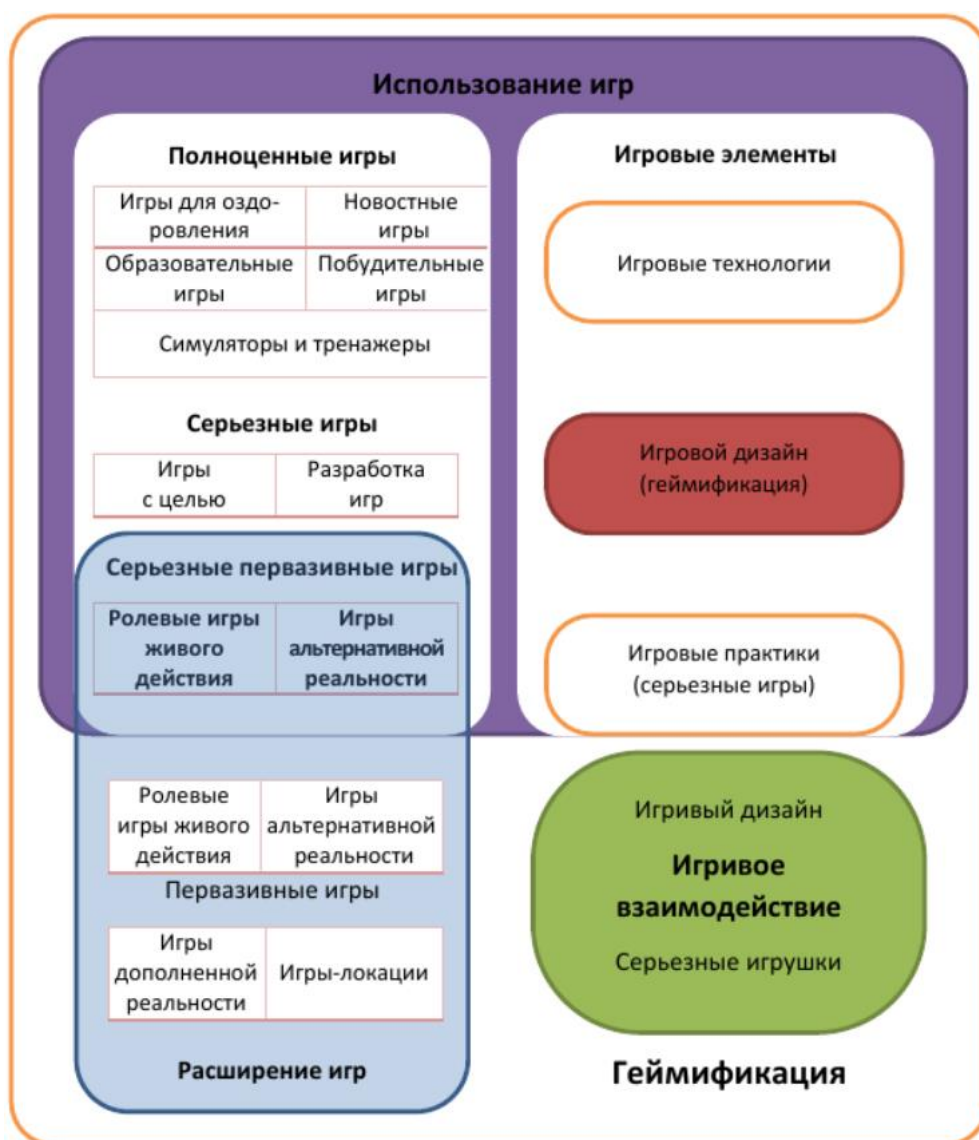 Использование игр
Полноценные игры
Игры для оздо-
ровления
Новостные
игры
Образовательные
игры
Побудительные
игры
Симуляторы и тренажеры
Серьезные игры
Игры
с целью
Разработка
игр
Серьезные первазивные игры
Ролевые игры
живого
действия
Игры
альтернативной
реальности
Ролевые
игры живого
действия
Игры
альтернативной
реальности
Первазивные игры
Игры
дополненной
реальности
Игры-локации
Расширение игр
Игровые элементы
Игровые технологии
Игровой дизайн
(геймификация)
Игровые практики
(серьезные игры)
Игривый дизайн
Игривое
взаимодействие
Серьезные игрушки
Геймификация